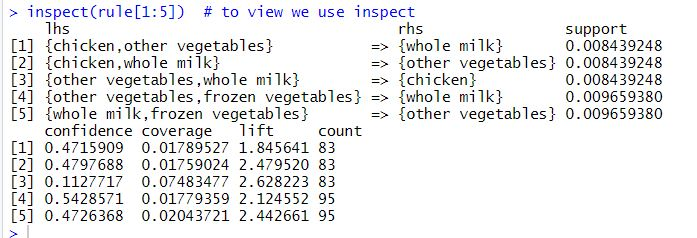 > inspect(rule[1:5])  # to view we use inspect
    lhs                                    rhs                support
[1] {chicken,other vegetables}          => {whole milk}       0.008439248
[2] {chicken,whole milk}                => {other vegetables} 0.008439248
[3] {other vegetables,whole milk}       => {chicken}          0.008439248
[4] {other vegetables,frozen vegetables} => {whole milk}       0.009659380
[5] {whole milk,frozen vegetables}      => {other vegetables} 0.009659380
    confidence coverage   lift     count
[1] 0.4715909  0.01789527 1.845641 83
[2] 0.4797688  0.01759024 2.479520 83
[3] 0.1127717  0.07483477 2.628223 83
[4] 0.5428571  0.01779359 2.124552 95
[5] 0.4726368  0.02043721 2.442661 95
>